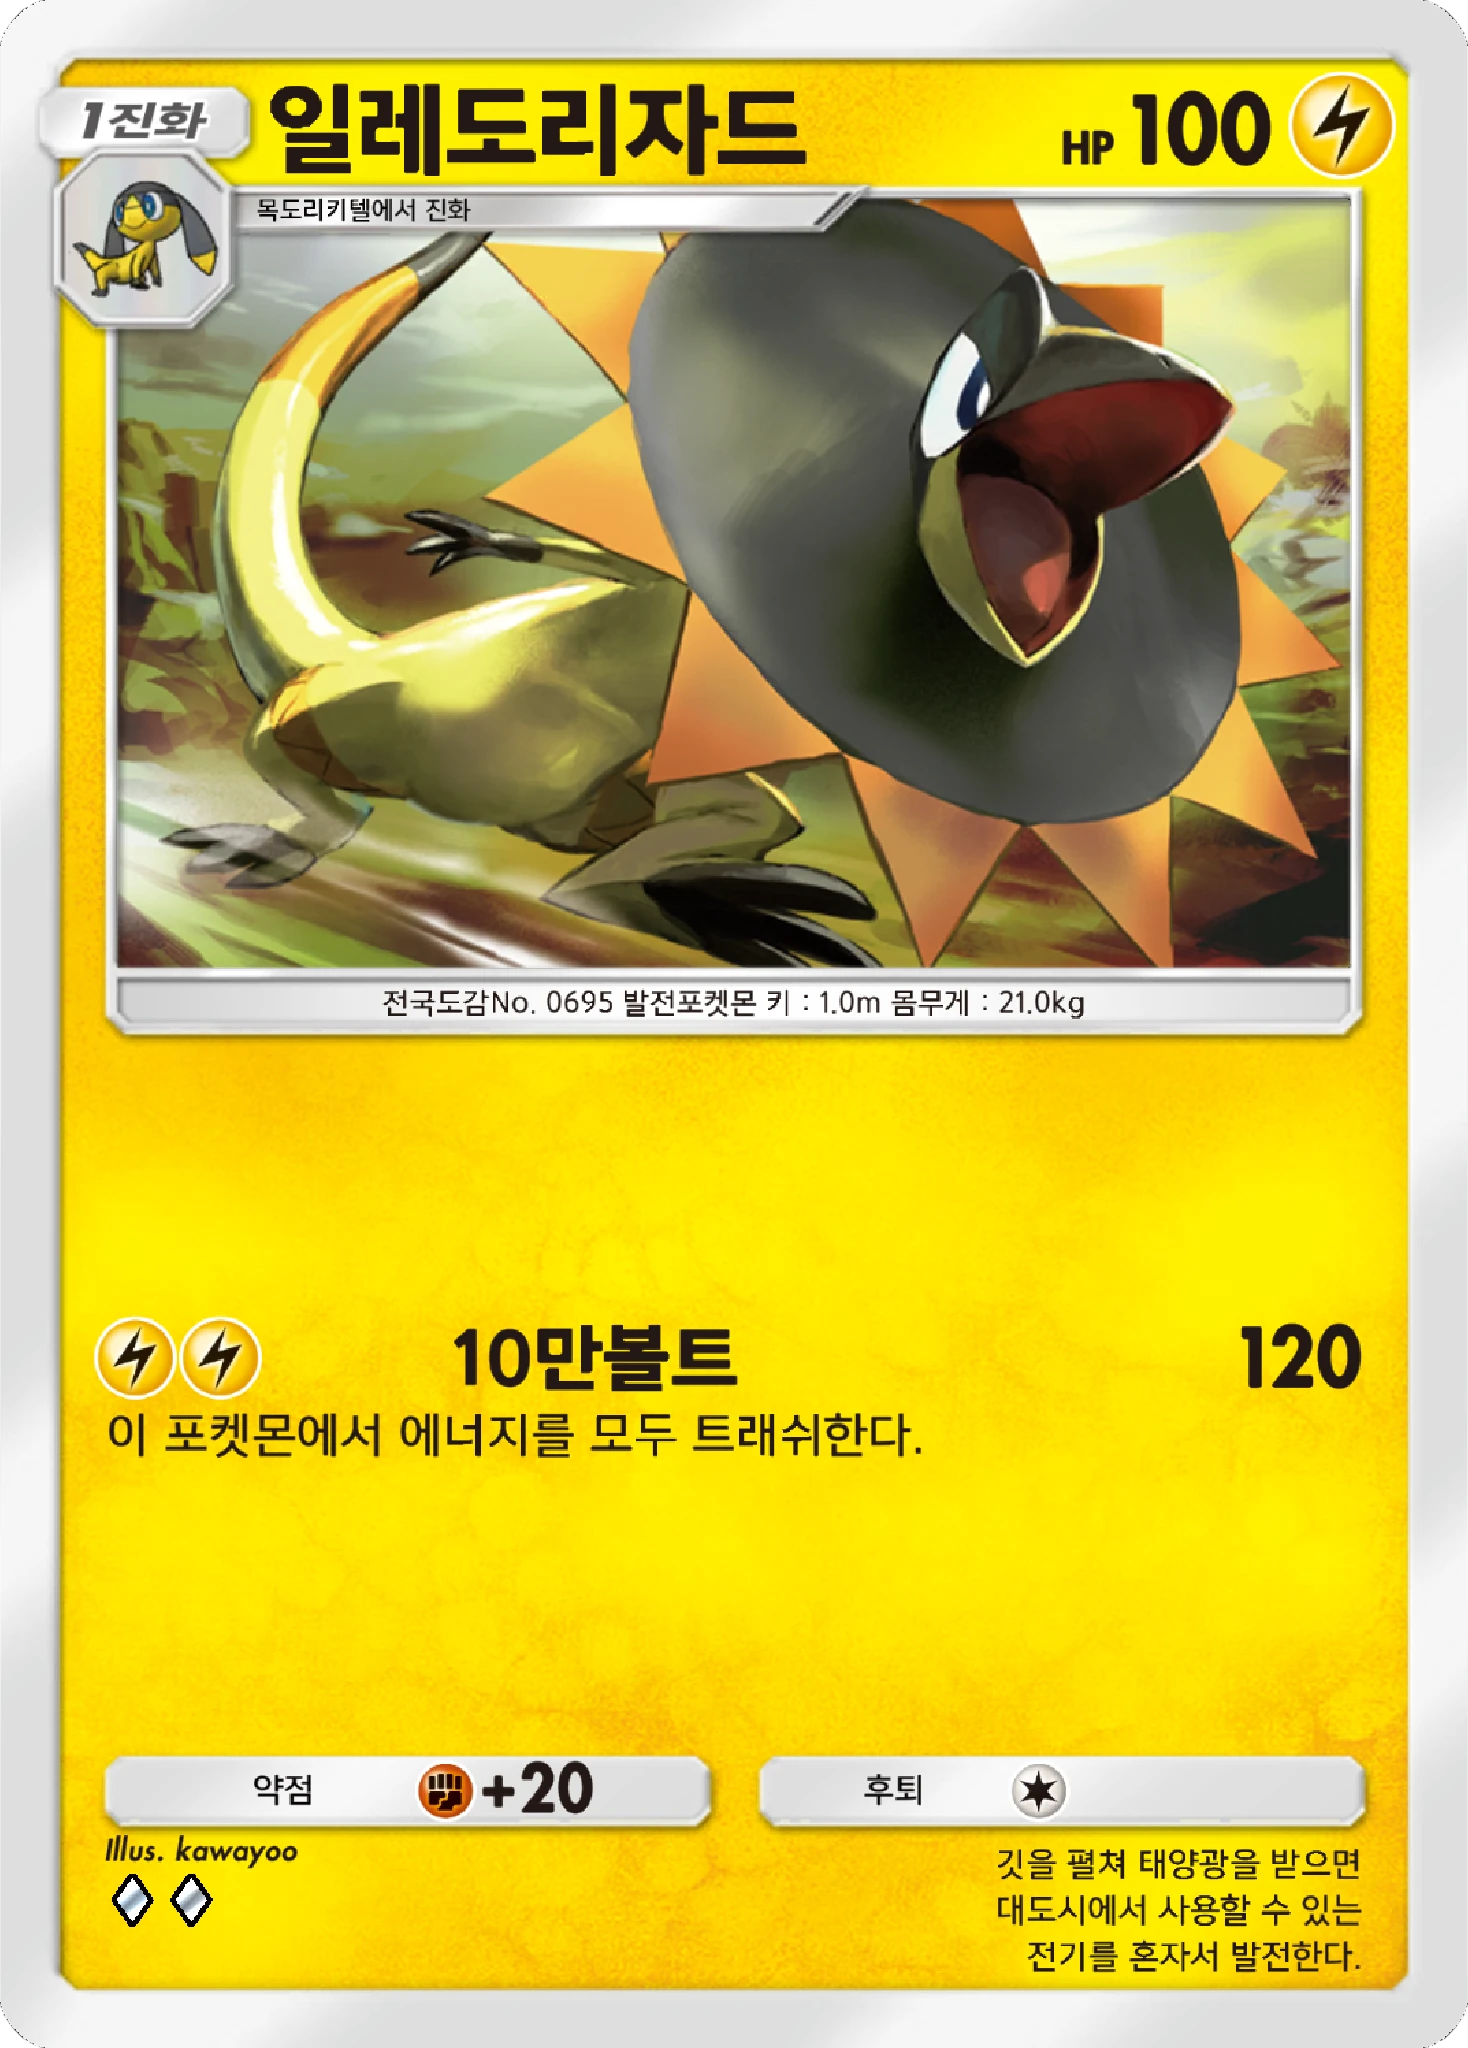 1진화
일레도리자드
HP 100
목도리키텔에서 진화
전국도감No. 0695 발전포켓몬 키 : 1.0m 몸무게 : 21.0kg
10만볼트 120
이 포켓몬에서 에너지를 모두 트래쉬한다.
약점 +20 후퇴
Illus. kawayoo
깃을 펼쳐 태양광을 받으면
대도시에서 사용할 수 있는
전기를 혼자서 발전한다.